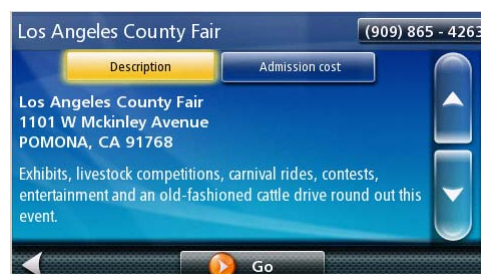 Los Angeles County Fair
(909) 865 - 4263
Description
Admission cost
Los Angeles County Fair
1101 W Mckinley Avenue
POMONA, CA 91768
Exhibits, livestock competitions, carnival rides, contests,
entertainment and an old-fashioned cattle drive round out this
event.
Go